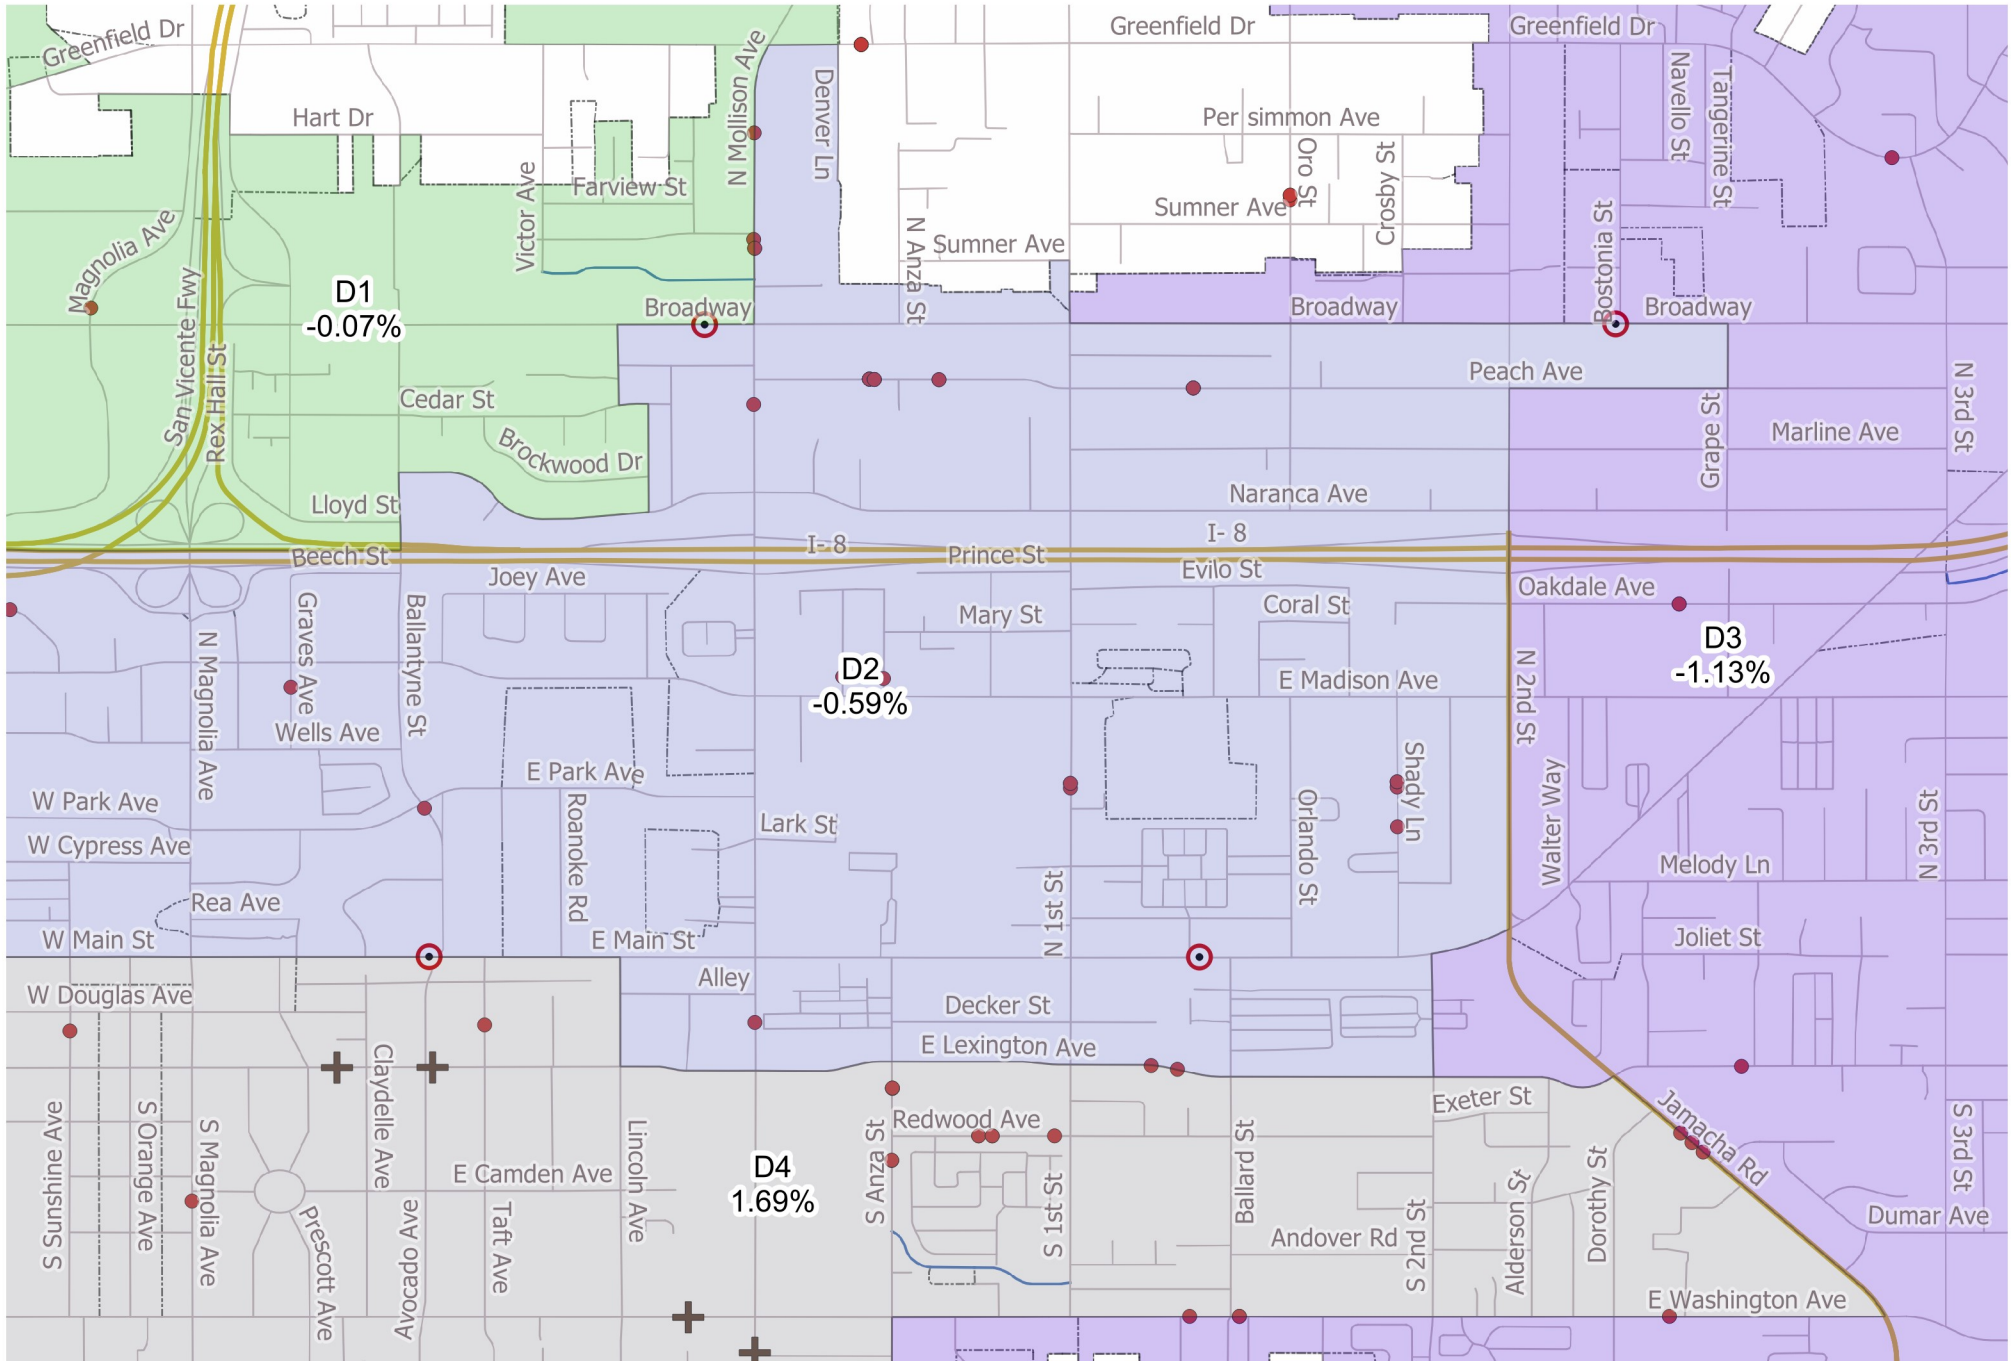 Greenfield Dr
Greenfield Dr
Greenfield Dr
N Mollison Ave
Denver Ln
Navello St
Tangerine St
Hart Dr
Per simmon Ave
Oro St
Crosby St
Victor Ave
Farview St
Sumner Ave
Magnolia Ave
N Anza St
Sumner Ave
Bostonia St
San Vicente Fwy
D1
-0.07%
Broadway
Broadway
Broadway
Rex Hall St
Peach Ave
N 3rd St
Cedar St
Grape St
Marline Ave
Brockwood Dr
Lloyd St
Naranca Ave
I- 8
I- 8
Beech St
Prince St
Joey Ave
Evilo St
Oakdale Ave
Graves Ave
Ballantyne St
Mary St
Coral St
N Magnolia Ave
D2
-0.59%
E Madison Ave
N 2nd St
D3
-1.13%
Wells Ave
E Park Ave
Shady Ln
Walter Way
W Park Ave
Roanoke Rd
Lark St
Orlando St
N 3rd St
W Cypress Ave
Melody Ln
Rea Ave
N 1st St
W Main St
E Main St
Joliet St
W Douglas Ave
Alley
Decker St
E Lexington Ave
Claydelle Ave
Exeter St
Jamacha Rd
S Sunshine Ave
S Orange Ave
S Magnolia Ave
Lincoln Ave
Redwood Ave
S Anza St
Ballard St
S 3rd St
E Camden Ave
D4
1.69%
S 1st St
S 2nd St
Alderson St
Dorothy St
Prescott Ave
Avocado Ave
Taft Ave
Andover Rd
Dumar Ave
E Washington Ave